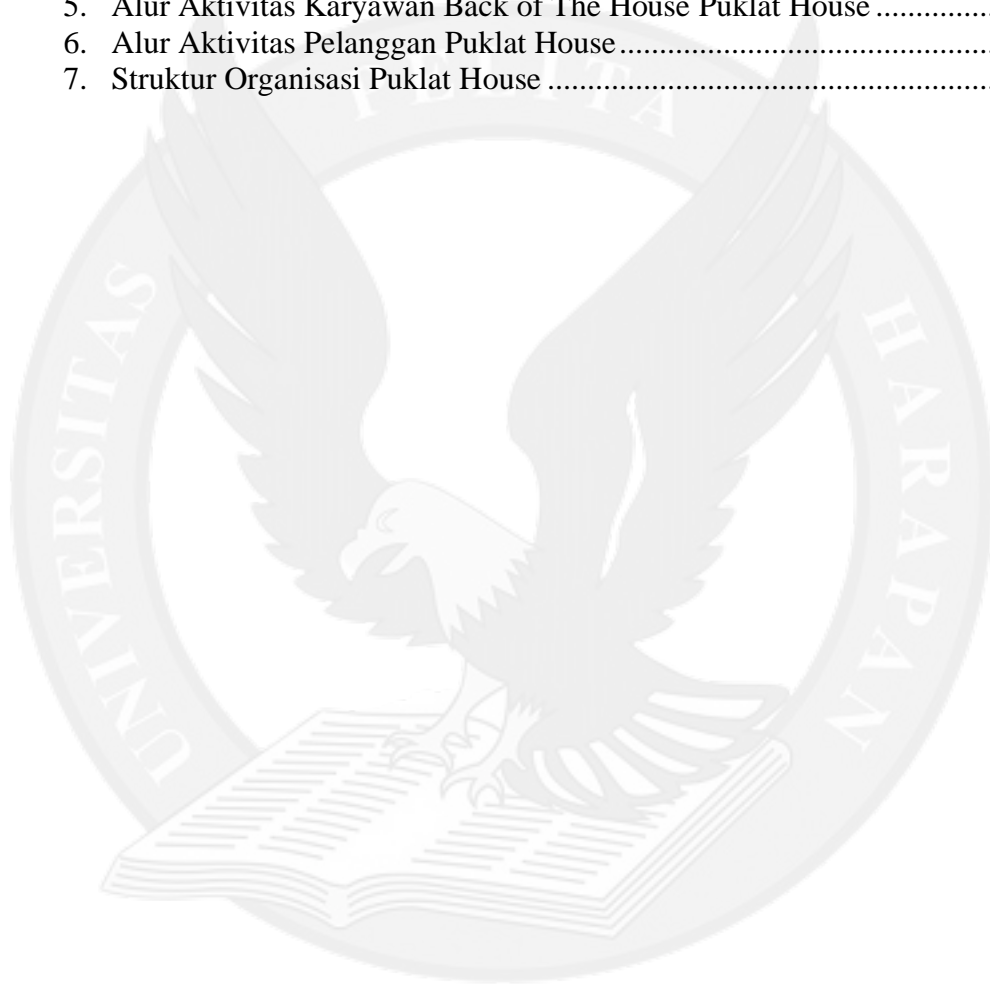 5. Alur Aktivitas Karyawan Back of The House Puklat House ..............
6. Alur Aktivitas Pelanggan Puklat House .............................................
7. Struktur Organisasi Puklat House ......................................................
PELITA
UNIVERSITAS
HARAPAN